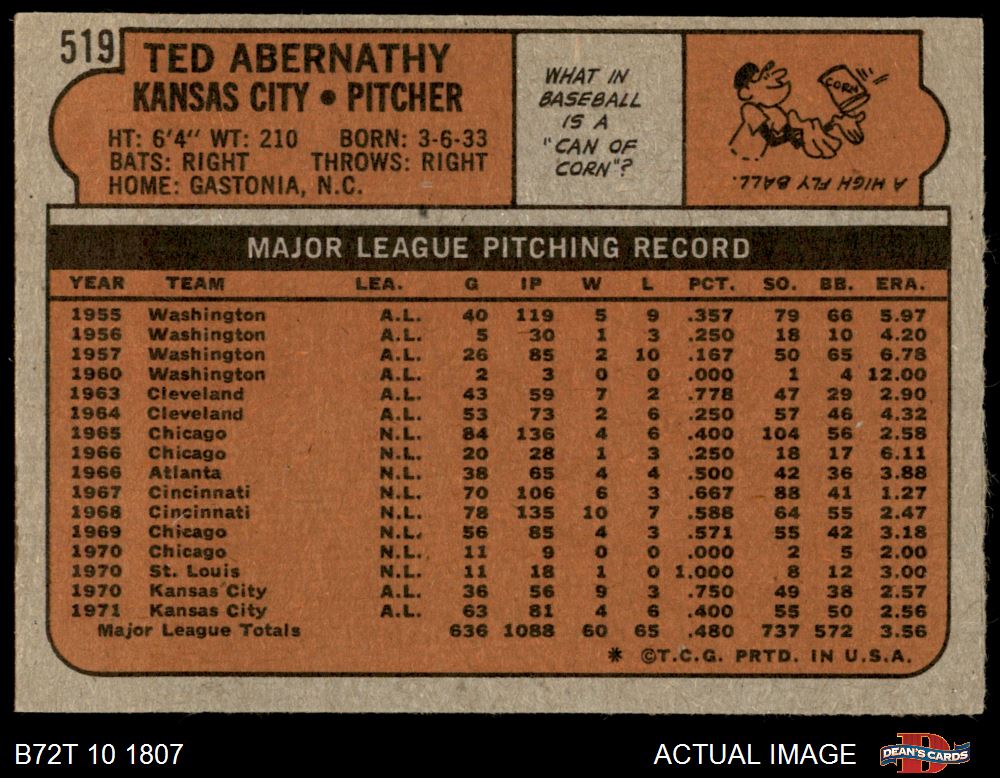 519
TED ABERNATHY
KANSAS CITY • PITCHER
HT: 6'4" WT: 210 BORN: 3-6-33
BATS: RIGHT THROWS: RIGHT
HOME: GASTONIA, N.C.
WHAT IN
BASEBALL
IS A
"CAN OF
CORN"?
CORN
A HIGH FLY BALL.
MAJOR LEAGUE PITCHING RECORD
YEAR TEAM LEA. G IP W L PCT. SO. BB. ERA.
1955 Washington A.L. 40 119 5 9 .357 79 66 5.97
1956 Washington A.L. 5 30 1 3 .250 18 10 4.20
1957 Washington A.L. 26 85 2 10 .167 50 65 6.78
1960 Washington A.L. 2 3 0 0 .000 1 4 12.00
1963 Cleveland A.L. 43 59 7 2 .778 47 29 2.90
1964 Cleveland A.L. 53 73 2 6 .250 57 46 4.32
1965 Chicago N.L. 84 136 4 6 .400 104 56 2.58
1966 Chicago N.L. 20 28 1 3 .250 18 17 6.11
1966 Atlanta N.L. 38 65 4 4 .500 42 36 3.88
1967 Cincinnati N.L. 70 106 6 3 .667 88 41 1.27
1968 Cincinnati N.L. 78 135 10 7 .588 64 55 2.47
1969 Chicago N.L. 56 85 4 3 .571 55 42 3.18
1970 Chicago N.L. 11 9 0 0 .000 2 5 2.00
1970 St. Louis N.L. 11 18 1 0 1.000 8 12 3.00
1970 Kansas City A.L. 36 56 9 3 .750 49 38 2.57
1971 Kansas City A.L. 63 81 4 6 .400 55 50 2.56
Major League Totals 636 1088 60 65 .480 737 572 3.56
* ©T.C.G. PRTD. IN U.S.A.
B72T 10 1807
ACTUAL IMAGE
DEAN'S CARDS